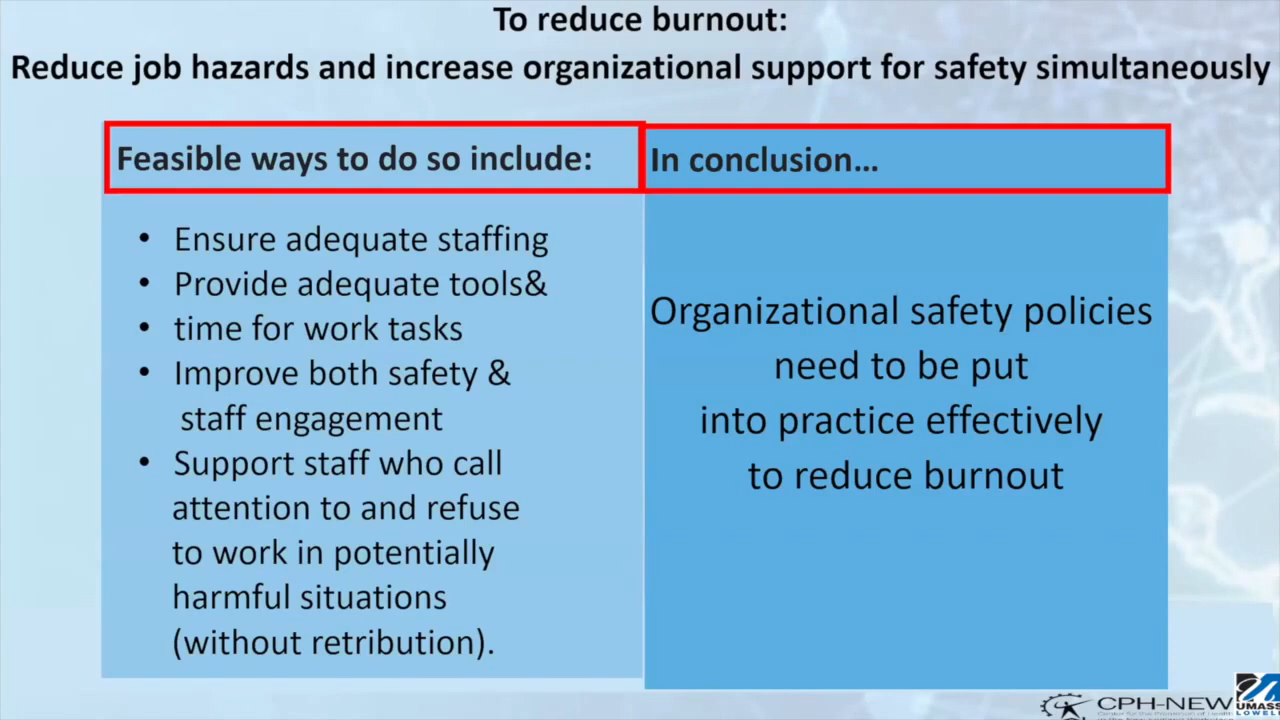 To reduce burnout:
Reduce job hazards and increase organizational support for safety simultaneously
Feasible ways to do so include:
• Ensure adequate staffing
• Provide adequate tools&
• time for work tasks
• Improve both safety &
staff engagement
• Support staff who call
attention to and refuse
to work in potentially
harmful situations
(without retribution).
In conclusion…
Organizational safety policies
need to be put
into practice effectively
to reduce burnout
CPH-NEW
UMASS
LOWELL